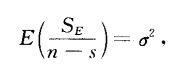 E(S_E/(n − s)) = σ²,